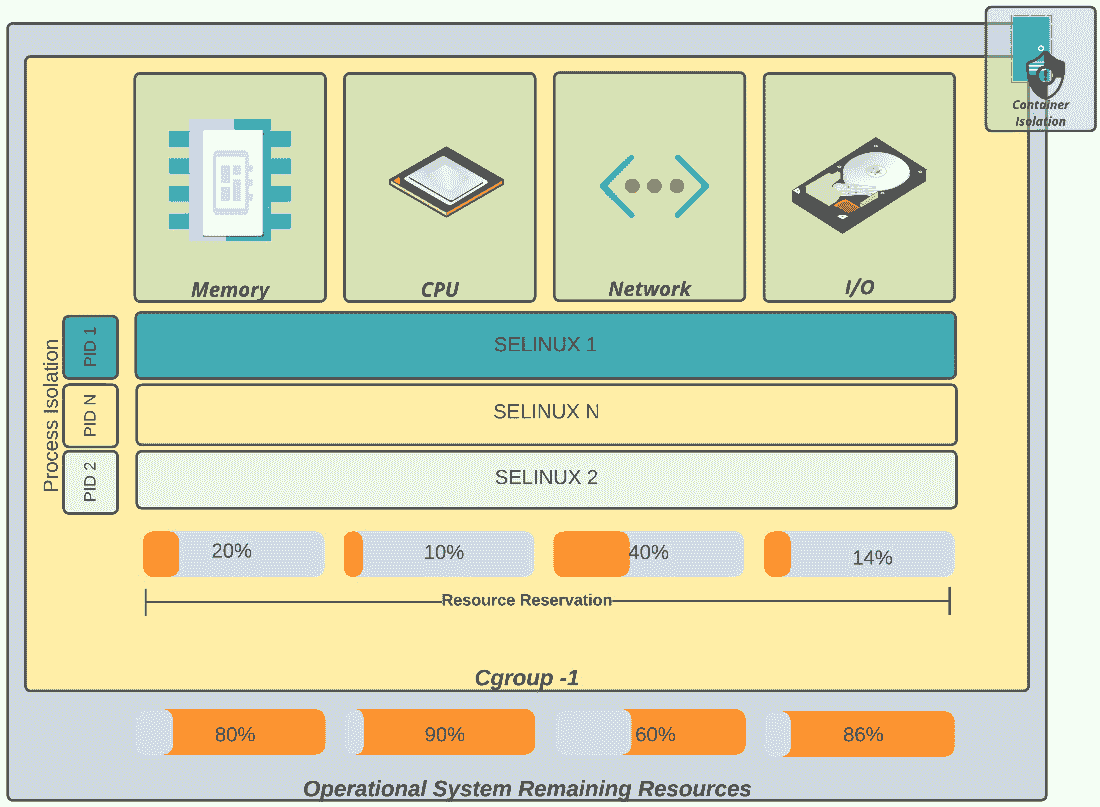 Container
Isolation
Memory
CPU
Network
I/O
Process Isolation
PID 1
SELINUX 1
PID N
SELINUX N
PID 2
SELINUX 2
20%
10%
40%
14%
Resource Reservation
Cgroup -1
80%
90%
60%
86%
Operational System Remaining Resources